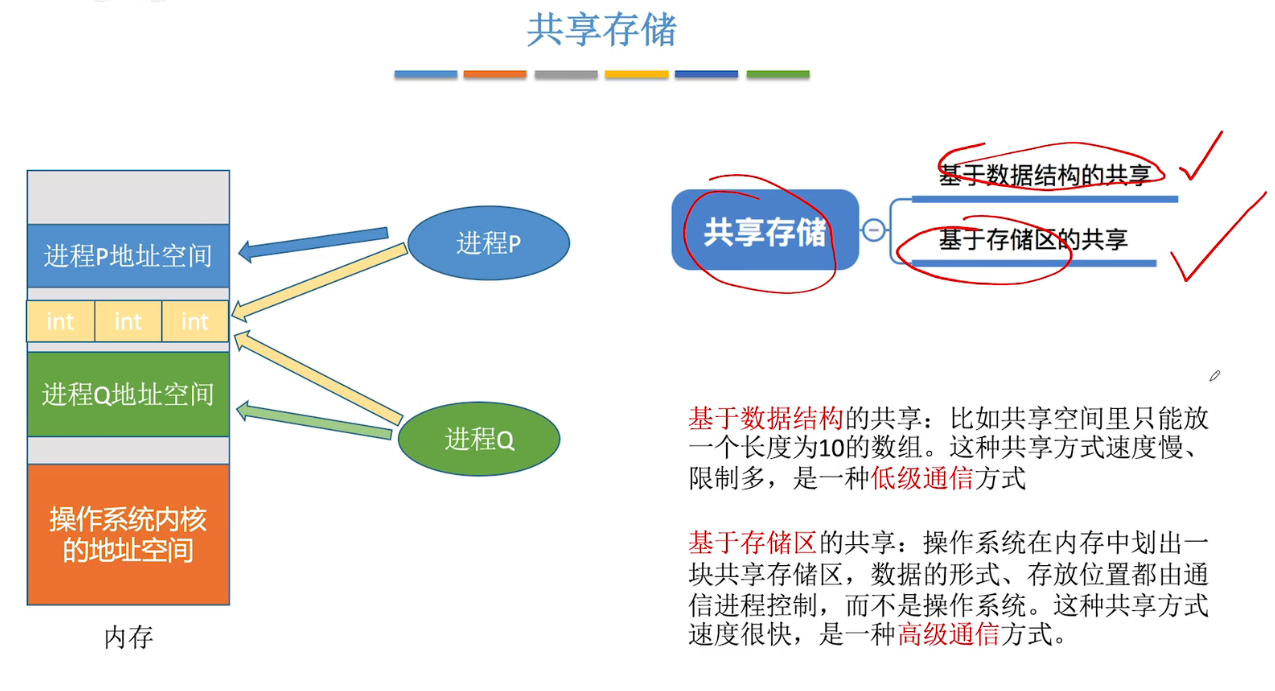 共享存储
进程P地址空间
int int int
进程Q地址空间
操作系统内核
的地址空间
内存
进程P
进程Q
共享存储
基于数据结构的共享
基于存储区的共享
基于数据结构的共享：比如共享空间里只能放
一个长度为10的数组。这种共享方式速度慢、
限制多，是一种低级通信方式
基于存储区的共享：操作系统在内存中划出一
块共享存储区，数据的形式、存放位置都由通
信进程控制，而不是操作系统。这种共享方式
速度很快，是一种高级通信方式。